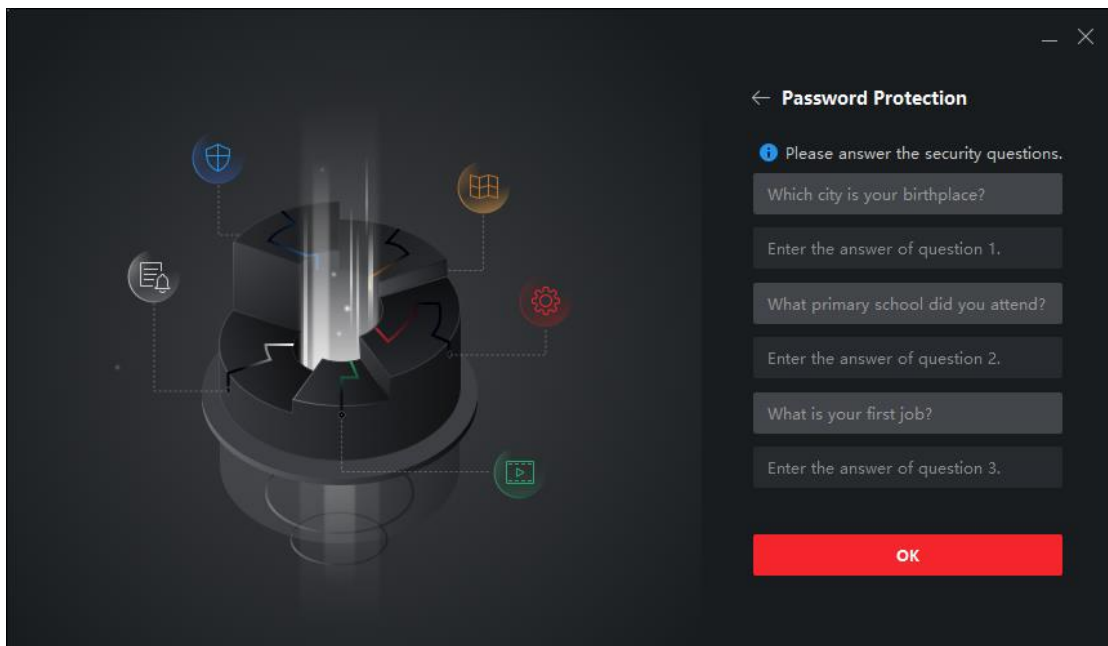 Password Protection
Please answer the security questions.
Which city is your birthplace?
Enter the answer of question 1.
What primary school did you attend?
Enter the answer of question 2.
What is your first job?
Enter the answer of question 3.
OK